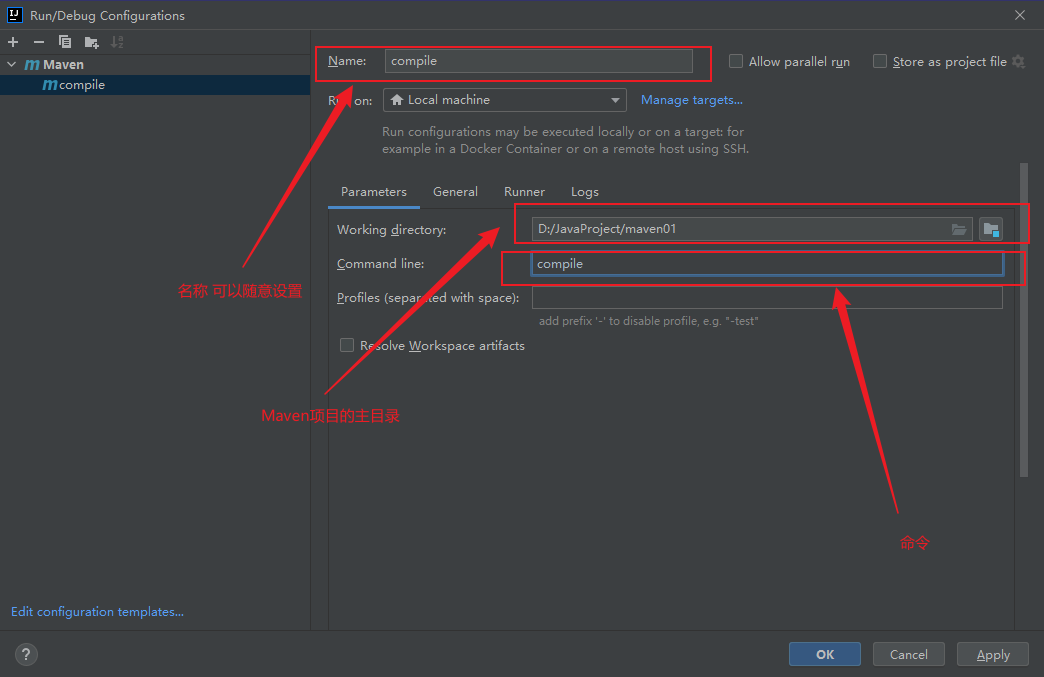 Run/Debug Configurations
Maven
compile
Name: compile
Allow parallel run
Store as project file
Run on: Local machine
Manage targets...
Run configurations may be executed locally or on a target: for
example in a Docker Container or on a remote host using SSH.
Parameters General Runner Logs
Working directory: D:/JavaProject/maven01
Command line: compile
Profiles (separated with space):
add prefix '-' to disable profile, e.g. "-test"
Resolve Workspace artifacts
名称 可以随意设置
Maven项目的主目录
命令
Edit configuration templates...
?
OK Cancel Apply